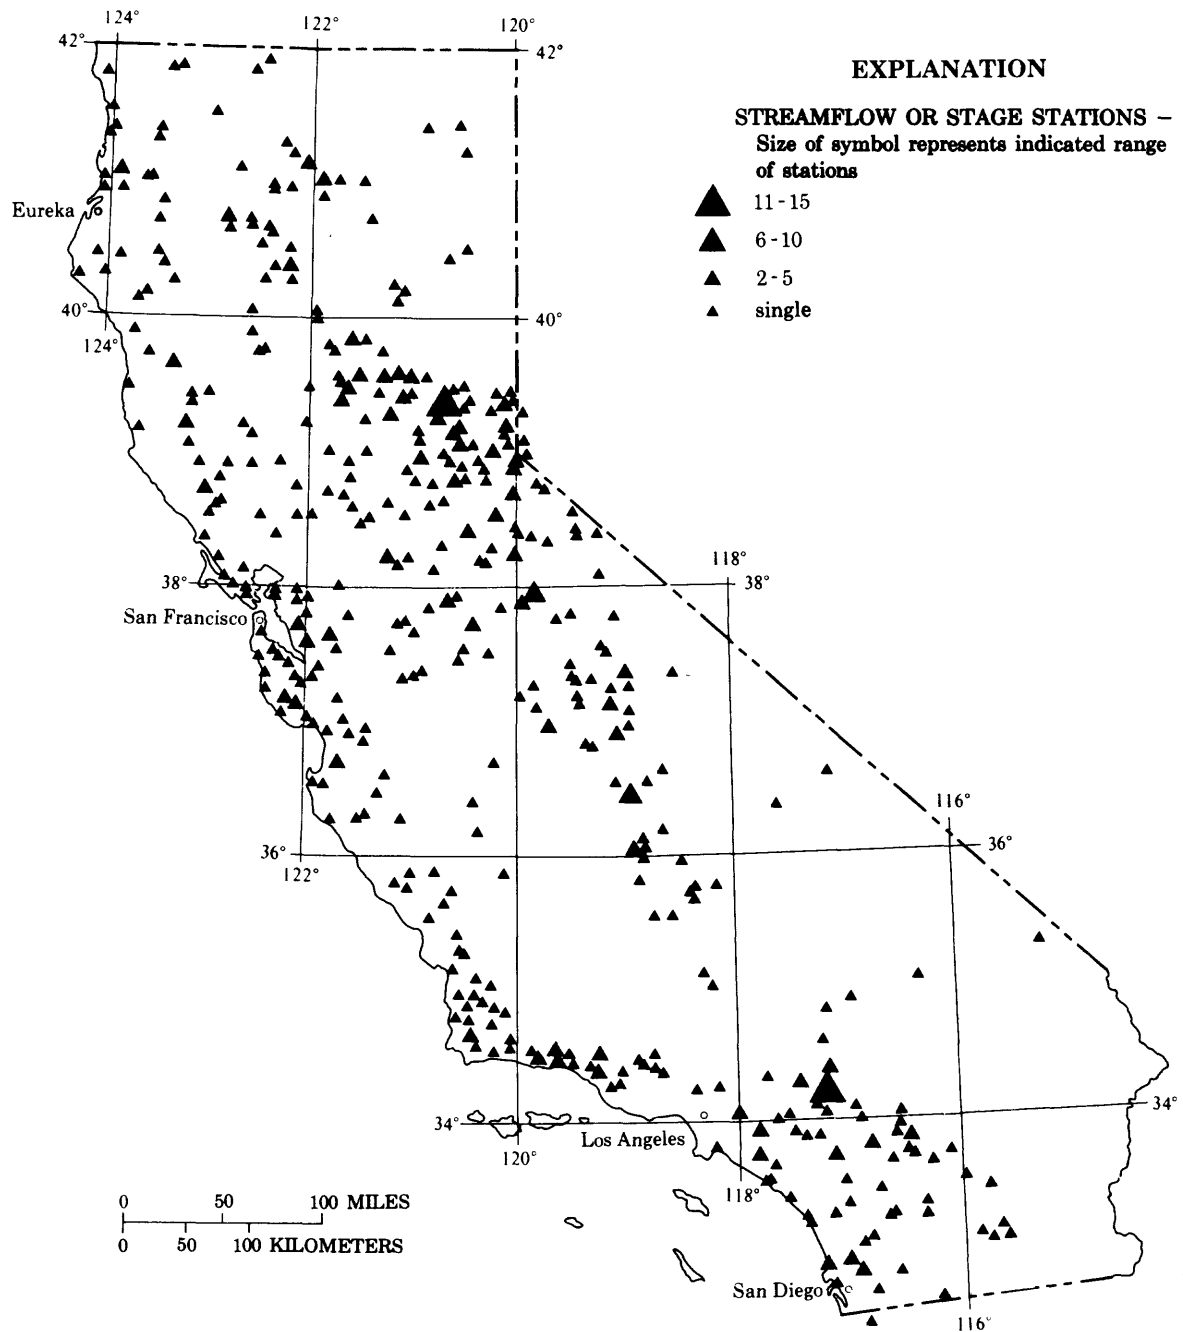 124°
122°
120°
42°
42°
EXPLANATION
STREAMFLOW OR STAGE STATIONS –
Size of symbol represents indicated range
of stations
11-15
6-10
2-5
single
Eureka
40°
40°
124°
118°
38°
38°
San Francisco
116°
36°
36°
122°
34°
34°
Los Angeles
120°
118°
0 50 100 MILES
0 50 100 KILOMETERS
San Diego
116°